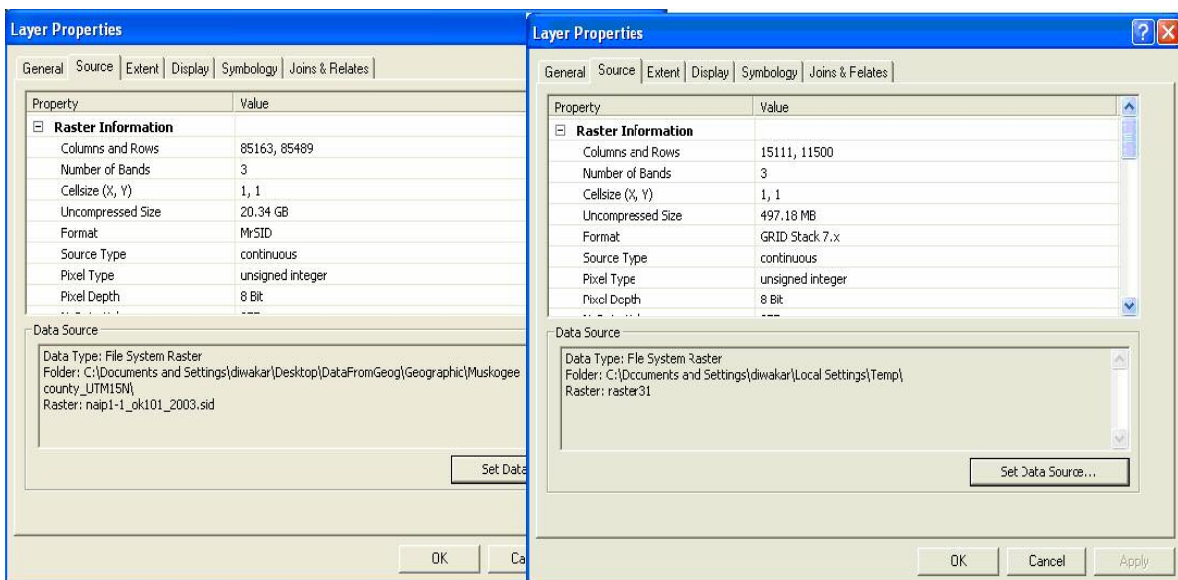 Layer Properties
General Source Extent Display Symbology Joins & Relates
Property Value
Raster Information
Columns and Rows 85163, 85489
Number of Bands 3
Cellsize (X, Y) 1, 1
Uncompressed Size 20.34 GB
Format MrSID
Source Type continuous
Pixel Type unsigned integer
Pixel Depth 8 Bit
Data Source
Data Type: File System Raster
Folder: C:\Documents and Settings\diwakar\Desktop\DataFromGeog\Geographic\Muskogee
county_UTM15N\
Raster: naip1-1_ok101_2003.sid
Set Data
OK Ca
Layer Properties
General Source Extent Display Symbology Joins & Relates
Property Value
Raster Information
Columns and Rows 15111, 11500
Number of Bands 3
Cellsize (X, Y) 1, 1
Uncompressed Size 497.18 MB
Format GRID Stack 7.x
Source Type continuous
Pixel Type unsigned integer
Pixel Depth 8 Bit
Data Source
Data Type: File System Raster
Folder: C:\Documents and Settings\diwakar\Local Settings\Temp\
Raster: raster31
Set Data Source...
OK Cancel Apply